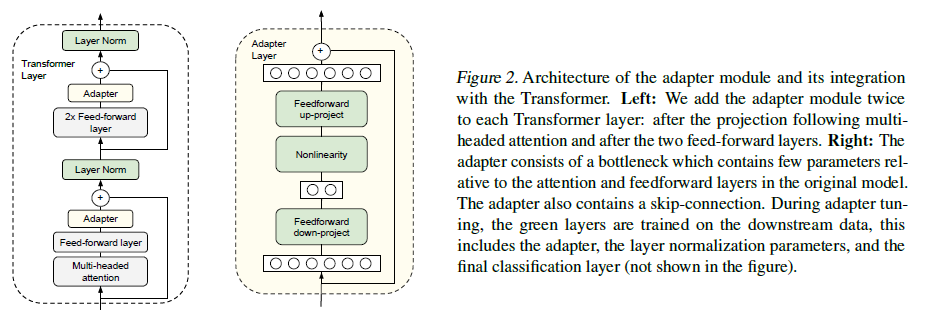 Layer Norm
Transformer
Layer
+
Adapter
2x Feed-forward
layer
Layer Norm
+
Adapter
Feed-forward layer
Multi-headed
attention
Adapter
Layer
+
Feedforward
up-project
Nonlinearity
Feedforward
down-project
Figure 2. Architecture of the adapter module and its integration
with the Transformer. Left: We add the adapter module twice
to each Transformer layer: after the projection following multi-
headed attention and after the two feed-forward layers. Right: The
adapter consists of a bottleneck which contains few parameters rel-
ative to the attention and feedforward layers in the original model.
The adapter also contains a skip-connection. During adapter tun-
ing, the green layers are trained on the downstream data, this
includes the adapter, the layer normalization parameters, and the
final classification layer (not shown in the figure).